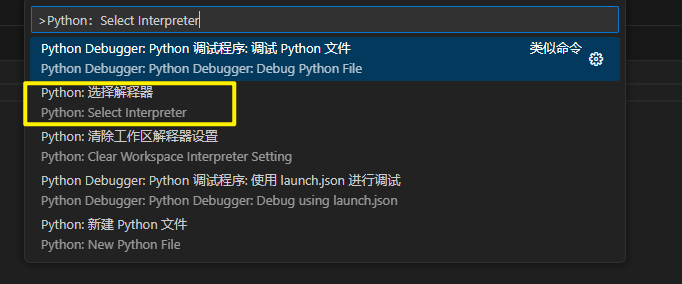 >Python：Select Interpreter
Python Debugger: Python 调试程序: 调试 Python 文件 类似命令
Python Debugger: Python Debugger: Debug Python File
Python: 选择解释器
Python: Select Interpreter
Python: 清除工作区解释器设置
Python: Clear Workspace Interpreter Setting
Python Debugger: Python 调试程序: 使用 launch.json 进行调试
Python Debugger: Python Debugger: Debug using launch.json
Python: 新建 Python 文件
Python: New Python File